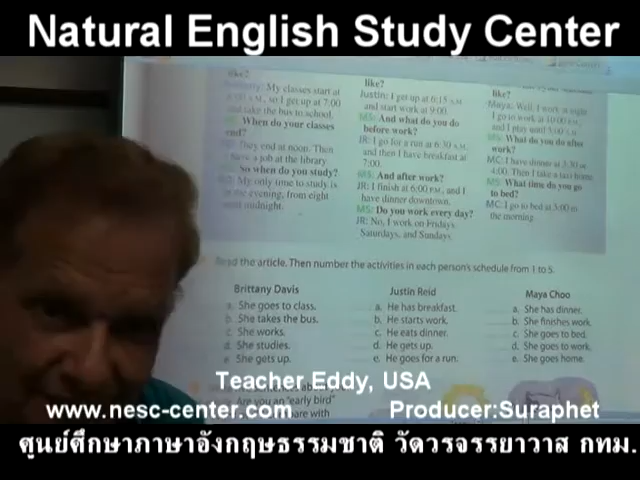 Natural English Study Center
like?
My classes start at
so I get up at 7:00
and take the bus to school.
When do your classes
end?
They end at noon. Then
have a job at the library
So when do you study?
My only time to study is
the evening, from eight
midnight.
like?
Justin: I get up at 6:15 A.M.
and start work at 9:00.
MS: And what do you do
before work?
JR: I go for a run at 6:30 A.M.
and then I have breakfast at
7:00.
MS: And after work?
JR: I finish at 6:00 P.M., and I
have dinner downtown.
MS: Do you work every day?
JR: No, I work on Fridays,
Saturdays, and Sundays.
like?
Maya: Well, I work at night.
I go to work at 10:00 P.M.
MS: What do you do after
work?
MC: I have dinner at
4:00. Then I take a taxi home
MS: What time do you go
to bed?
MC: I go to bed at 5:00 in
the morning.
Read the article. Then number the activities in each person's schedule from 1 to 5.
Brittany Davis
a. She goes to class.
b. She takes the bus.
c. She works.
d. She studies.
e. She gets up.
Justin Reid
a. He has breakfast.
b. He starts work.
c. He eats dinner.
d. He gets up.
e. He goes for a run.
Maya Choo
a. She has dinner.
b. She finishes work.
c. She goes to bed.
d. She goes to work.
e. She goes home.
Are you an "early bird"
Teacher Eddy, USA
www.nesc-center.com Producer:Suraphet
ศูนย์ศึกษาภาษาอังกฤษธรรมชาติ วัดวรจรรยาวาส กทม.